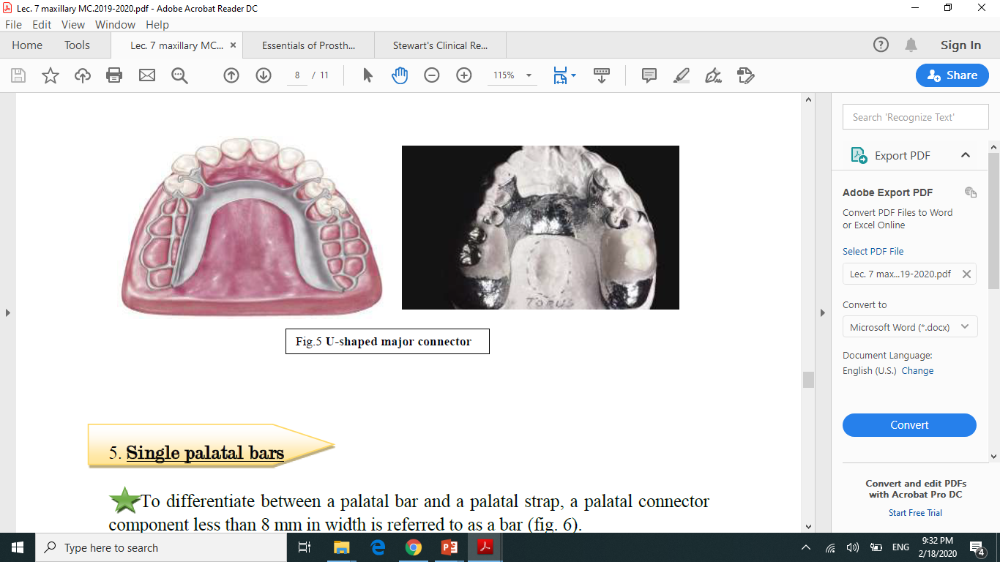 Lec. 7 maxillary MC.2019-2020.pdf - Adobe Acrobat Reader DC
File Edit View Window Help
Home Tools Lec. 7 maxillary MC... × Essentials of Prosth... Stewart's Clinical Re... Sign In
8 / 11 115% Share
TORUS
Fig.5 U-shaped major connector
5. Single palatal bars
To differentiate between a palatal bar and a palatal strap, a palatal connector
component less than 8 mm in width is referred to as a bar (fig. 6).
Search 'Recognize Text'
Export PDF
Adobe Export PDF
Convert PDF Files to Word
or Excel Online
Select PDF File
Lec. 7 max...19-2020.pdf
Convert to
Microsoft Word (*.docx)
Document Language:
English (U.S.) Change
Convert
Convert and edit PDFs
with Acrobat Pro DC
Start Free Trial
Type here to search
ENG
9:32 PM
2/18/2020
4